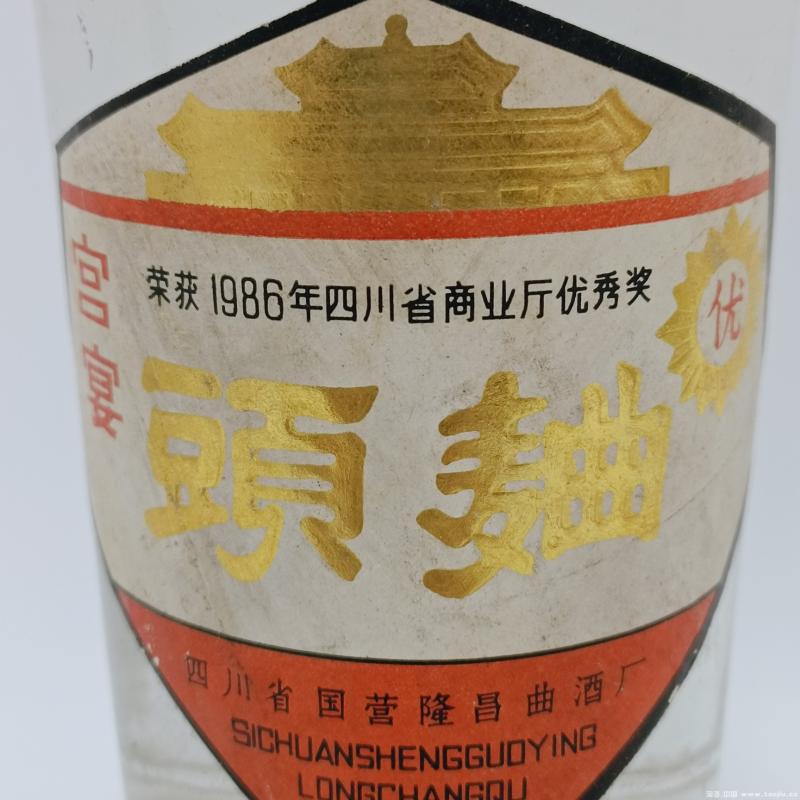 荣获1986年四川省商业厅优秀奖
优
宫宴
頭麯
四川省国营隆昌曲酒厂
SICHUANSHENGGUOYING
LONGCHANGQU